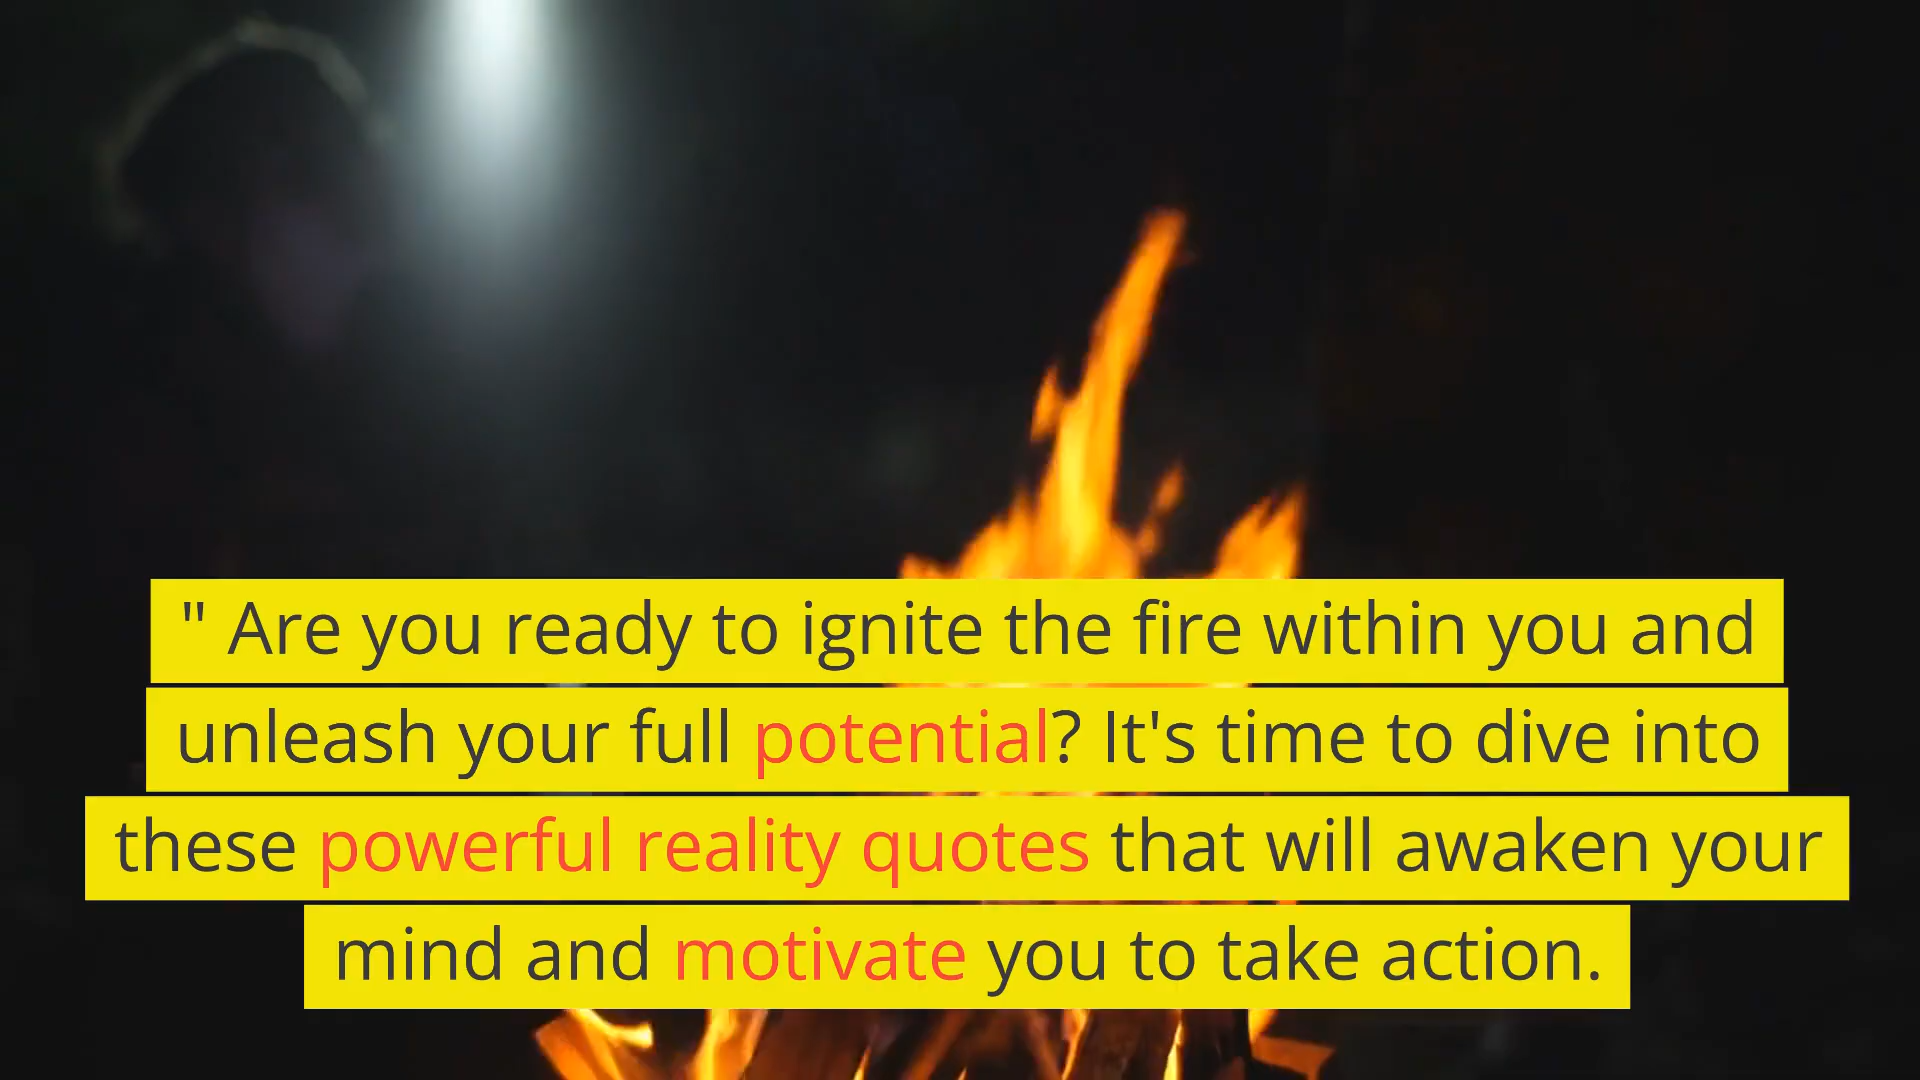 " Are you ready to ignite the fire within you and
unleash your full potential? It's time to dive into
these powerful reality quotes that will awaken your
mind and motivate you to take action.